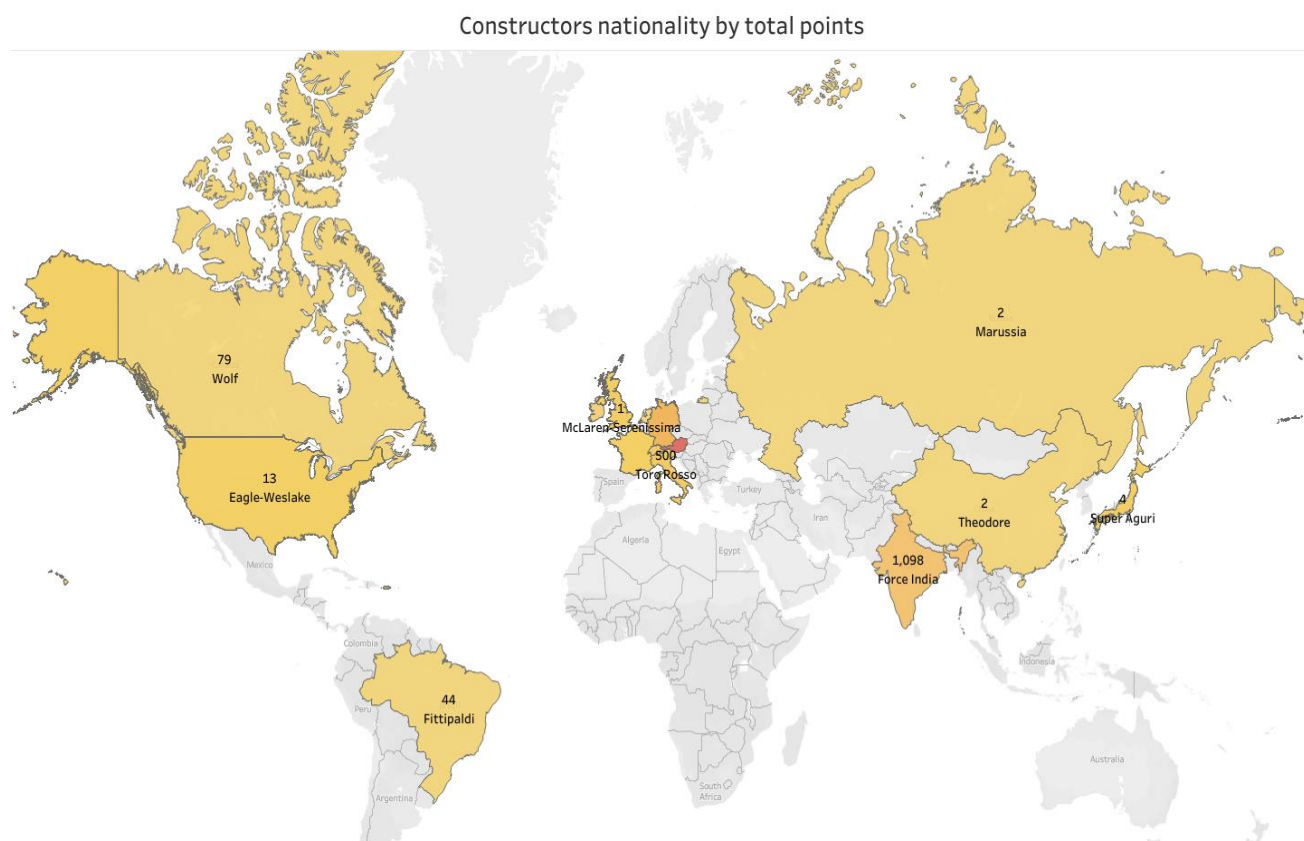 Constructors nationality by total points
2
Marussia
79
Wolf
1
McLaren-Serenissima
500
Toro Rosso
13
Eagle-Weslake
Spain
Turkey
2
Theodore
4
Super Aguri
Iran
Algeria
Egypt
Mexico
1,098
Force India
Colombia
Indonesia
44
Fittipaldi
Peru
Australia
South
Africa
Argentina